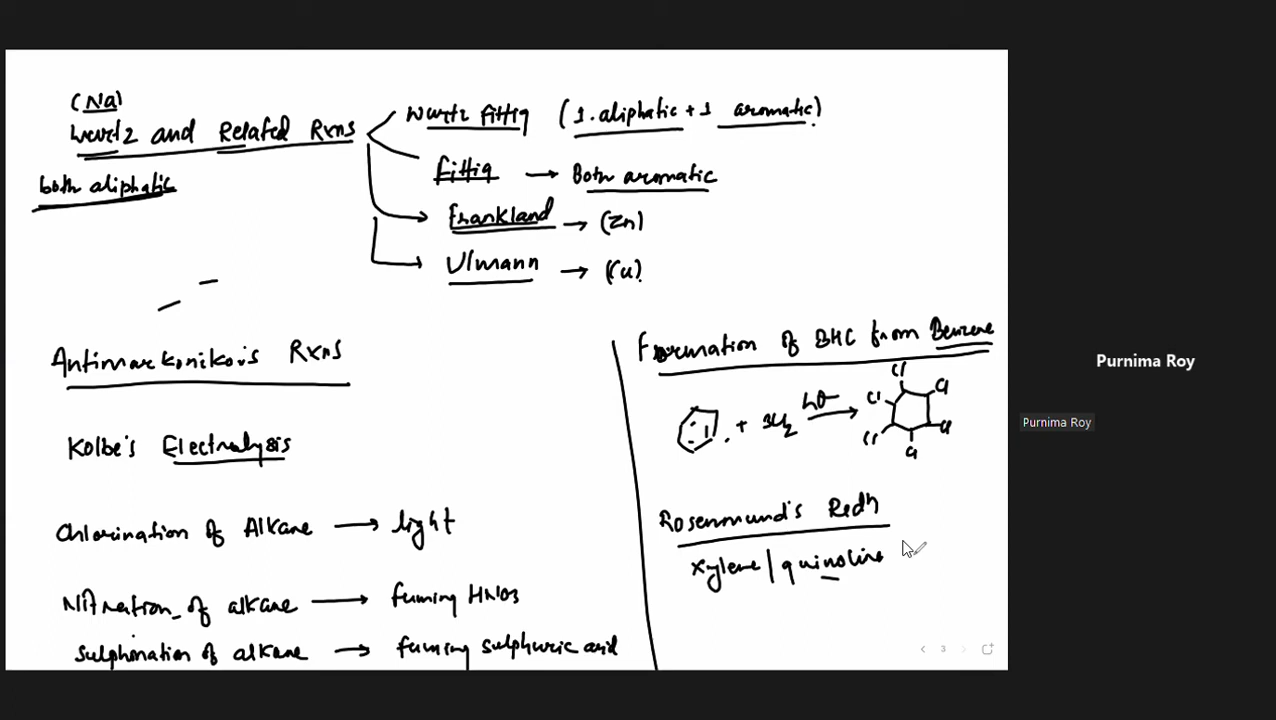 (Na)
Wurtz and Related Rxns
both aliphatic
Wurtz fittig (1. aliphatic + 1 aromatic)
fittig → Both aromatic
Frankland → (Zn)
Ulmann → (Cu)
Antimarkonikov's Rxns
Kolbe's Electrolysis
Chlorination of Alkane → light
Nitration of alkane → fuming HNO3
Sulphonation of alkane → fuming sulphuric acid
Formation of BHC from Benzene
+ 3Cl2 hν →
Cl
Cl
Cl
Cl
Cl
Cl
Rosenmund's Redn
xylene | quinoline
3
Purnima Roy
Purnima Roy